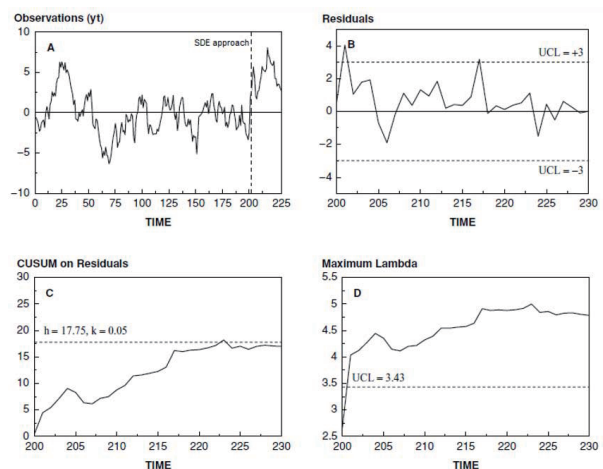 Observations (yt)
A
SDE approach
10
5
0
−5
−10
0 25 50 75 100 125 150 175 200 225
TIME
Residuals
B
UCL = +3
4
2
0
−2
−4
UCL = −3
200 205 210 215 220 225 230
TIME
CUSUM on Residuals
C
h = 17.75, k = 0.05
30
25
20
15
10
5
0
200 205 210 215 220 225 230
TIME
Maximum Lambda
D
5.5
5
4.5
4
3.5
3
2.5
UCL = 3.43
200 205 210 215 220 225 230
TIME